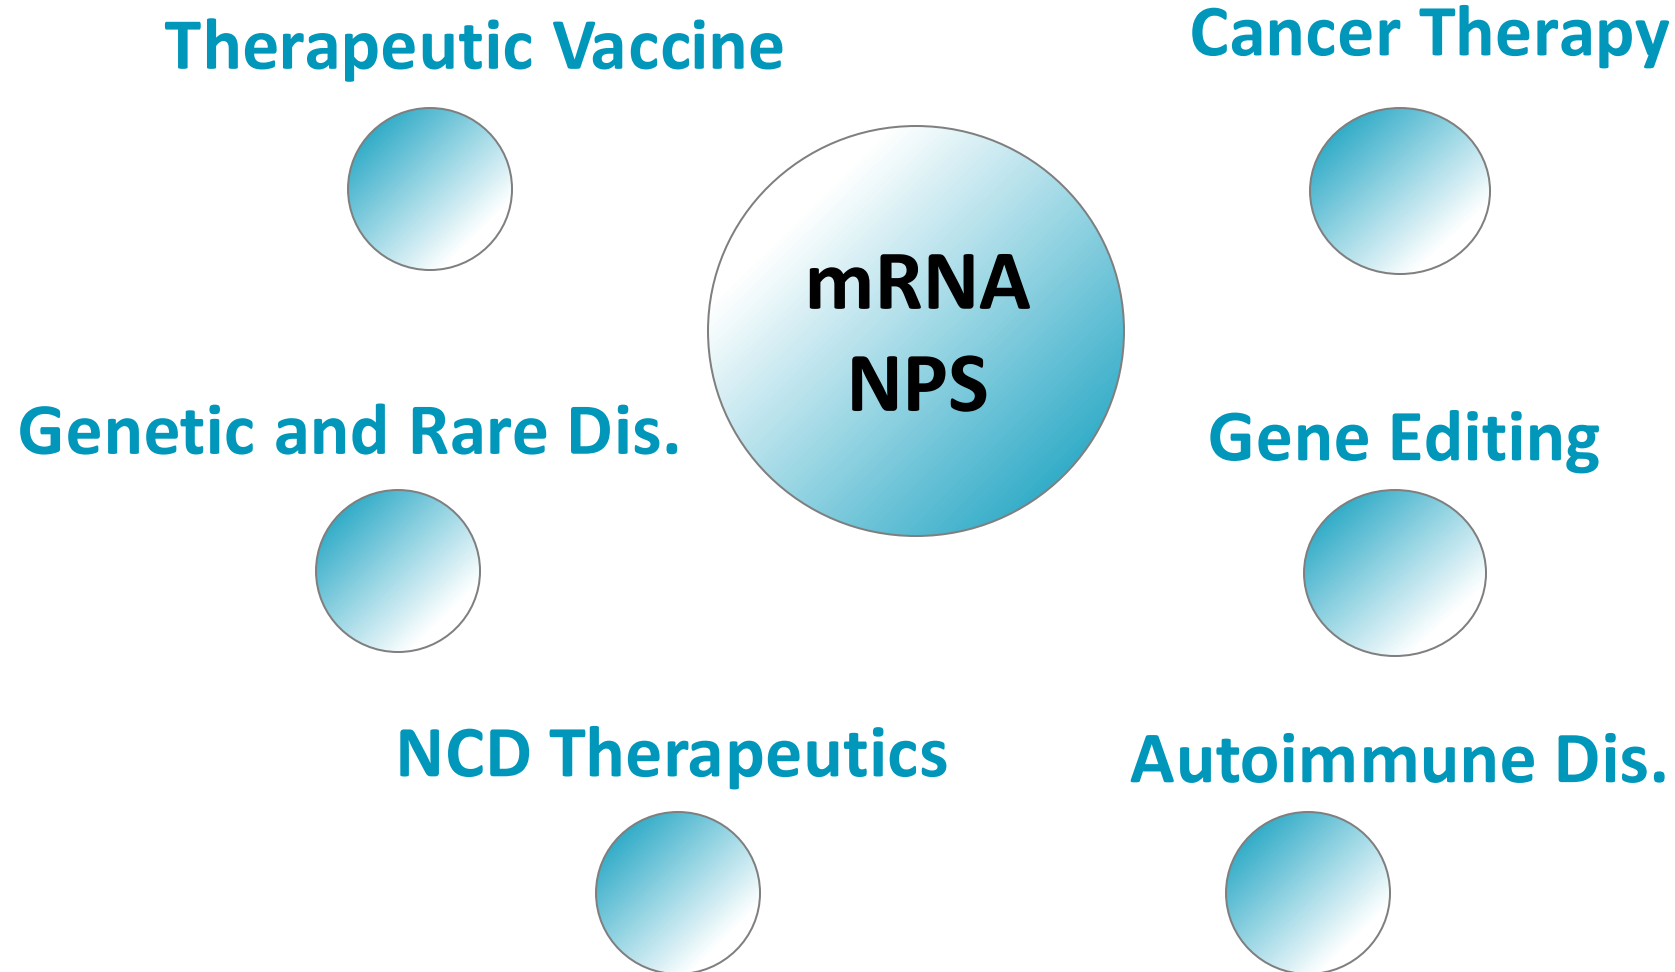 Therapeutic Vaccine
Cancer Therapy
mRNA
NPS
Genetic and Rare Dis.
Gene Editing
NCD Therapeutics
Autoimmune Dis.